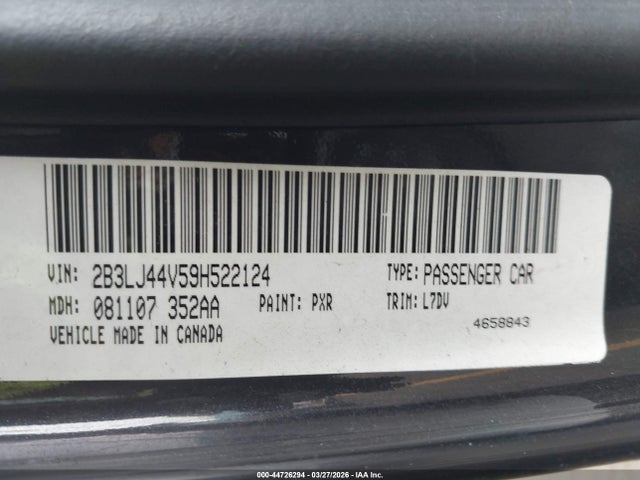 VIN: 2B3LJ44V59H522124 TYPE: PASSENGER CAR
MDH: 081107 352AA PAINT: PXR TRIM: L7DV
VEHICLE MADE IN CANADA 4658843
000-44726294 - 03/27/2026 - IAA Inc.